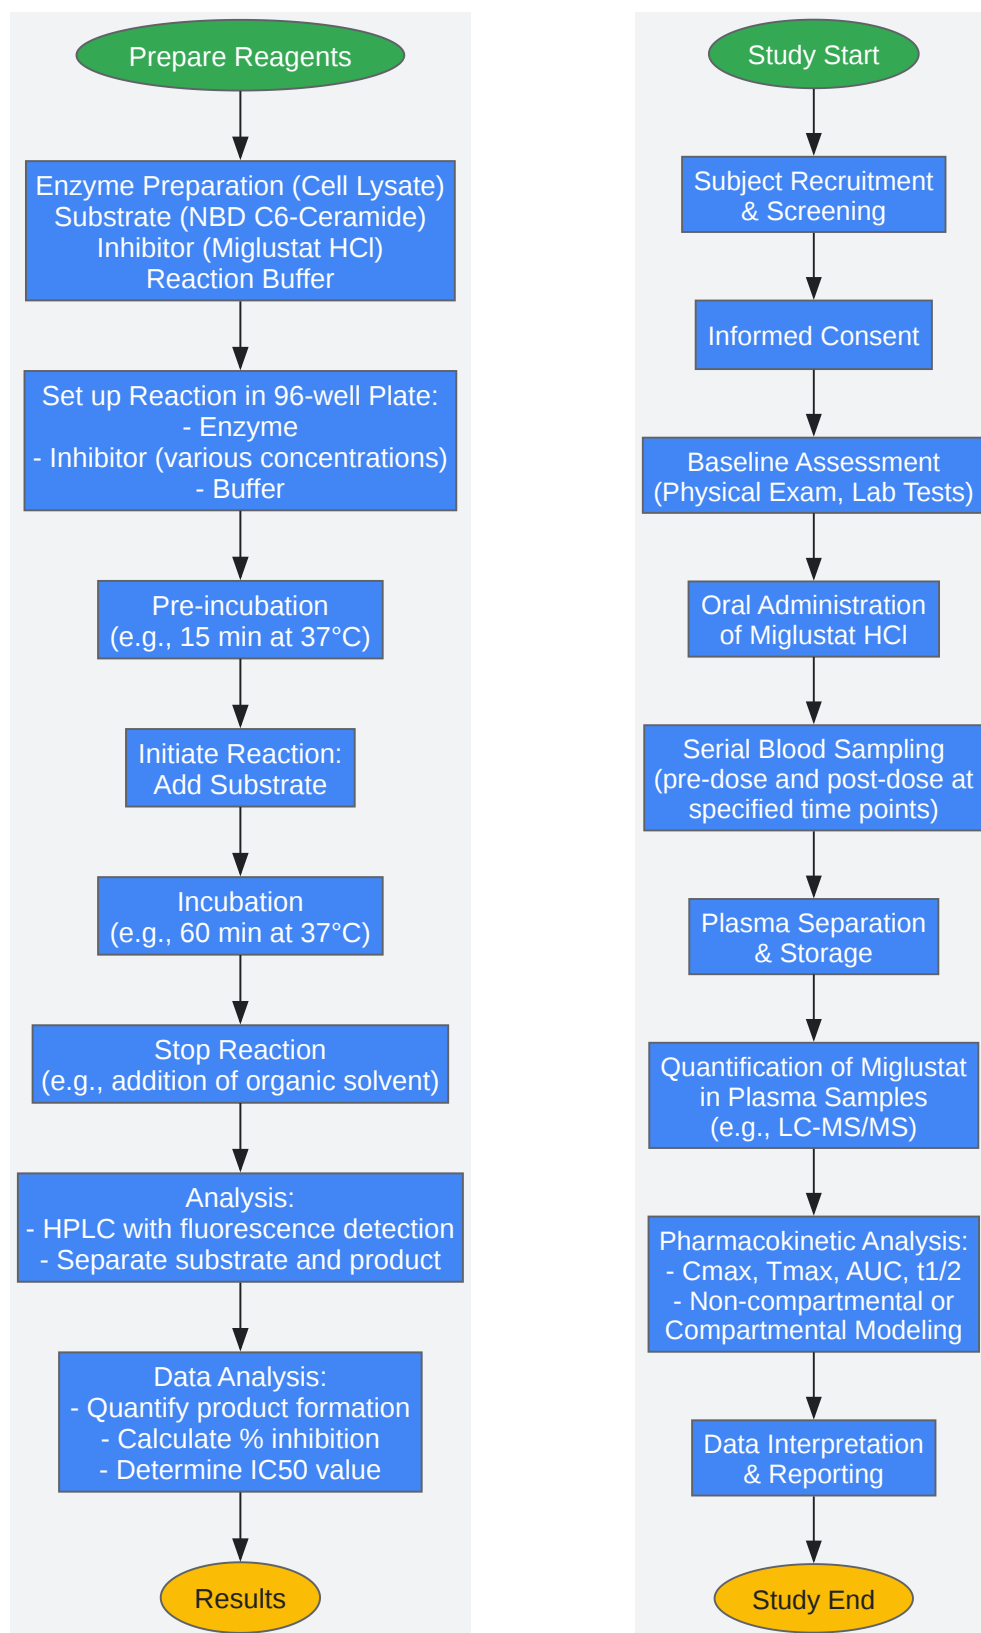 Prepare Reagents
Enzyme Preparation (Cell Lysate)
Substrate (NBD C6-Ceramide)
Inhibitor (Miglustat HCl)
Reaction Buffer
Set up Reaction in 96-well Plate:
- Enzyme
- Inhibitor (various concentrations)
- Buffer
Pre-incubation
(e.g., 15 min at 37°C)
Initiate Reaction:
Add Substrate
Incubation
(e.g., 60 min at 37°C)
Stop Reaction
(e.g., addition of organic solvent)
Analysis:
- HPLC with fluorescence detection
- Separate substrate and product
Data Analysis:
- Quantify product formation
- Calculate % inhibition
- Determine IC50 value
Results
Study Start
Subject Recruitment
& Screening
Informed Consent
Baseline Assessment
(Physical Exam, Lab Tests)
Oral Administration
of Miglustat HCl
Serial Blood Sampling
(pre-dose and post-dose at
specified time points)
Plasma Separation
& Storage
Quantification of Miglustat
in Plasma Samples
(e.g., LC-MS/MS)
Pharmacokinetic Analysis:
- Cmax, Tmax, AUC, t1/2
- Non-compartmental or
Compartmental Modeling
Data Interpretation
& Reporting
Study End